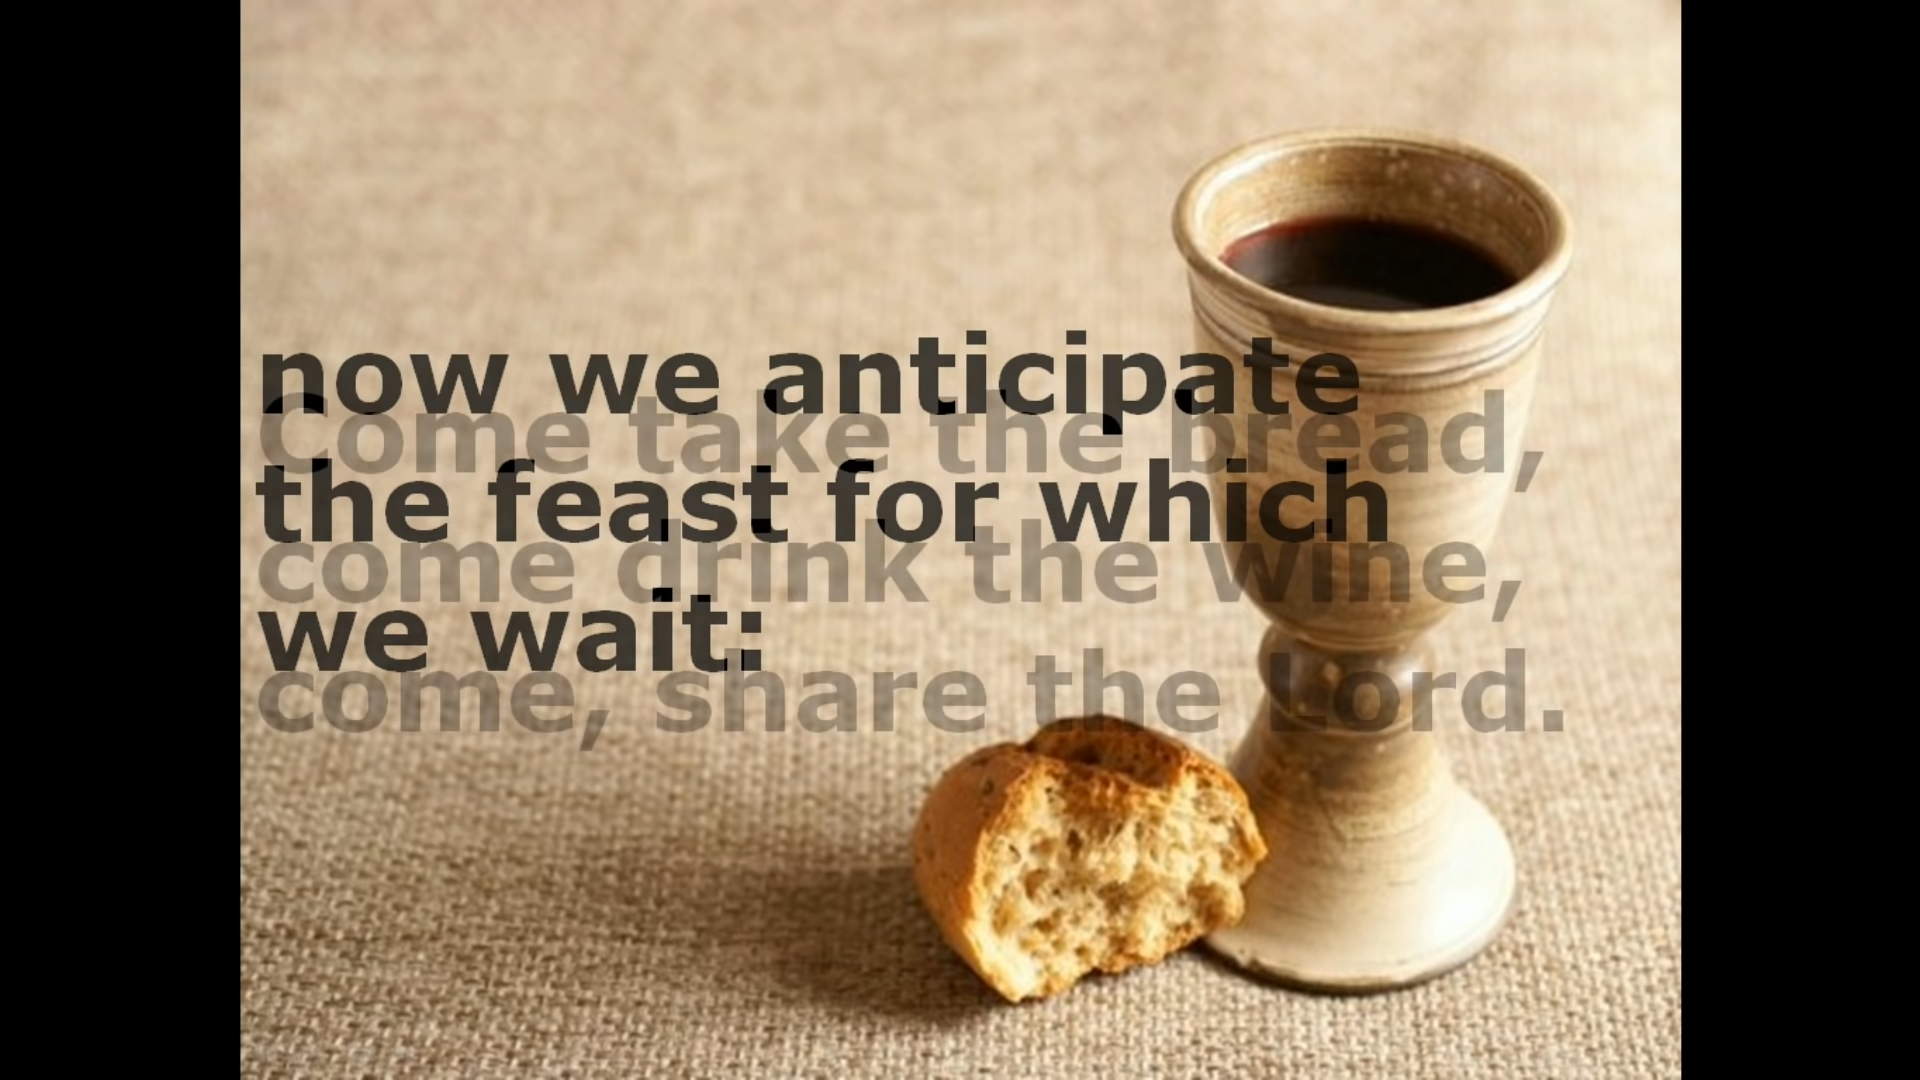 now we anticipate
Come take the bread,
the feast for which
come drink the wine,
we wait:
come, share the Lord.